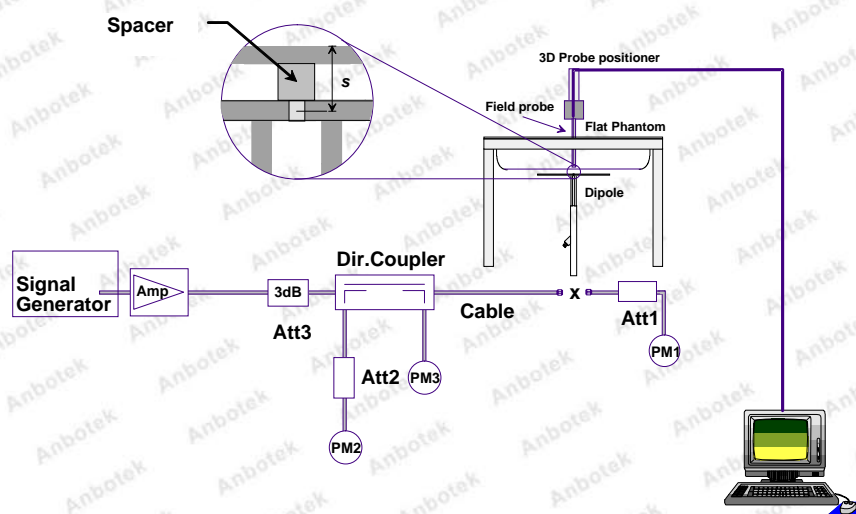 Spacer
s
3D Probe positioner
Field probe
Flat Phantom
Dipole
Signal
Generator
Amp
3dB
Att3
Dir.Coupler
Cable
x
Att1
PM1
Att2
PM3
PM2
Anbotek